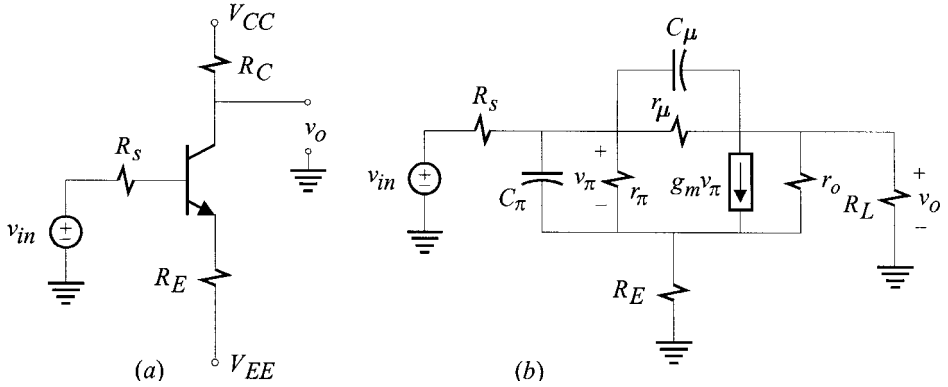 V_CC
R_C
v_o
R_s
v_in
+
−
R_E
V_EE
(a)
C_μ
R_s
r_μ
v_in
+
−
C_π
+
v_π
−
r_π
g_m v_π
r_o
R_L
+
v_o
−
R_E
(b)